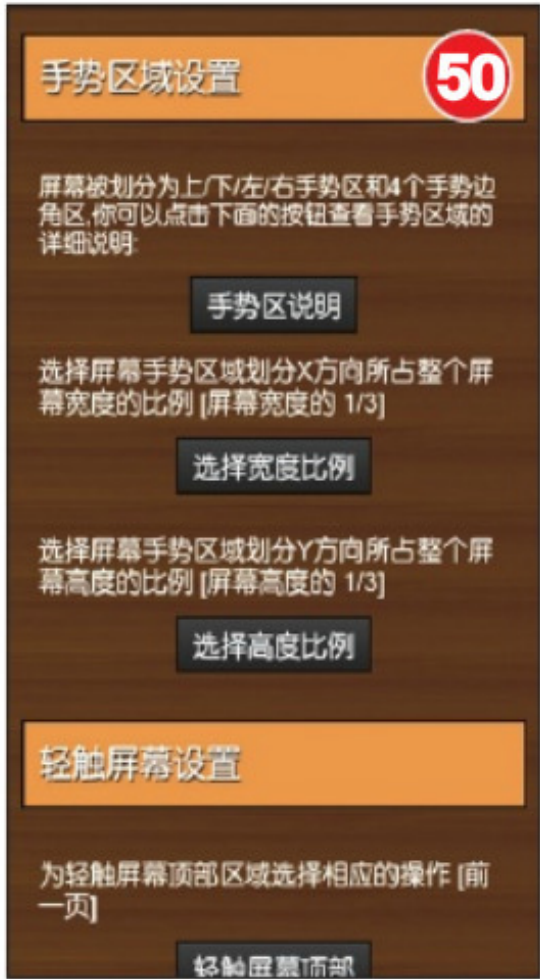 手势区域设置
50
屏幕被划分为上/下/左/右手势区和4个手势边
角区,你可以点击下面的按钮查看手势区域的
详细说明:
手势区说明
选择屏幕手势区域划分X方向所占整个屏
幕宽度的比例 [屏幕宽度的 1/3]
选择宽度比例
选择屏幕手势区域划分Y方向所占整个屏
幕高度的比例 [屏幕高度的 1/3]
选择高度比例
轻触屏幕设置
为轻触屏幕顶部区域选择相应的操作 [前
一页]
轻触屏幕顶部